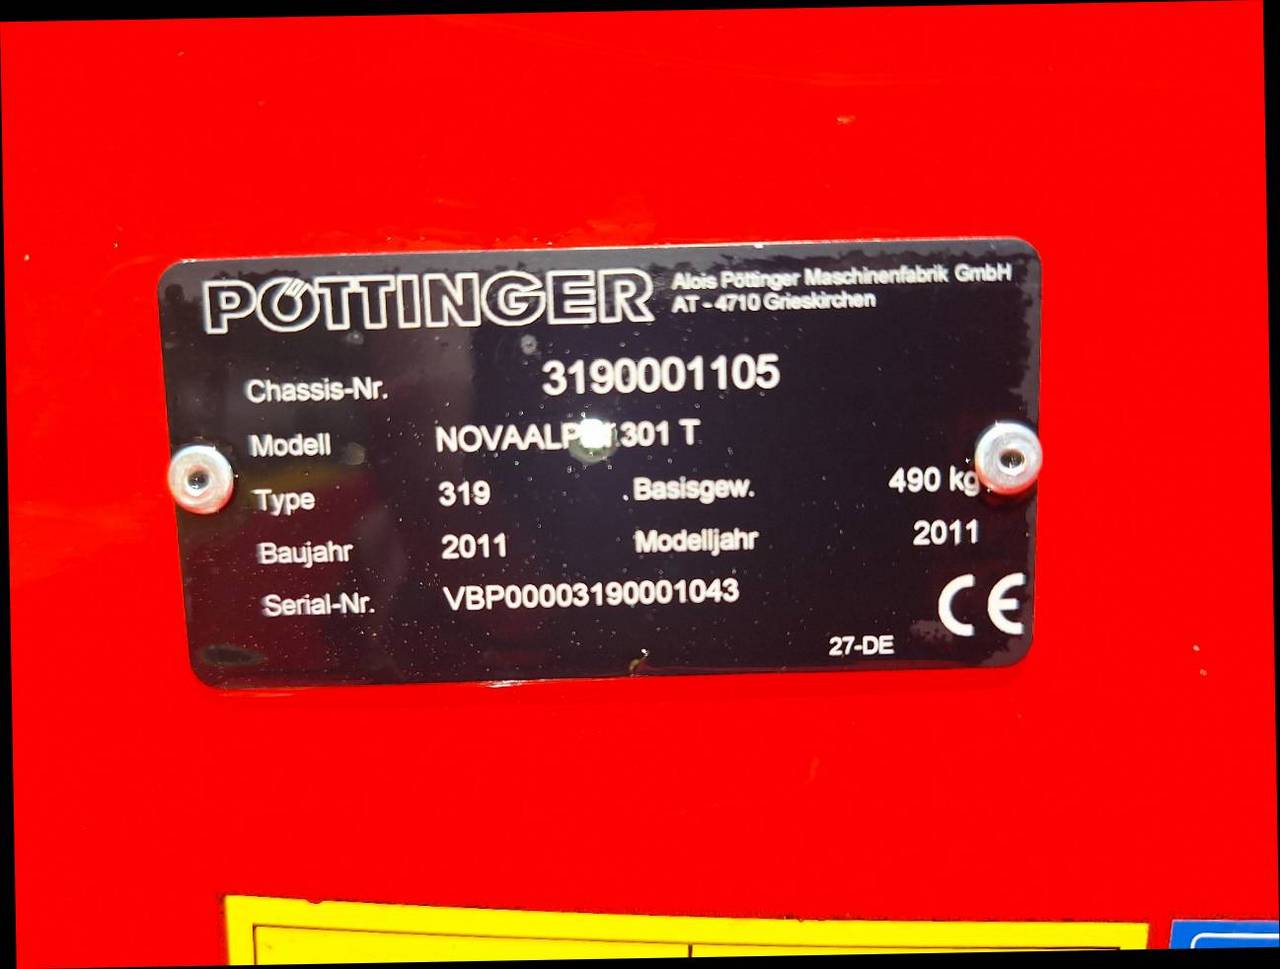 PÖTTINGER
Alois Pöttinger Maschinenfabrik GmbH
AT - 4710 Grieskirchen
Chassis-Nr. 3190001105
Modell 301 T
Type 319 Basisgew. 490 kg
Baujahr 2011 Modelljahr 2011
Serial-Nr. VBP00003190001043
CE
27-DE